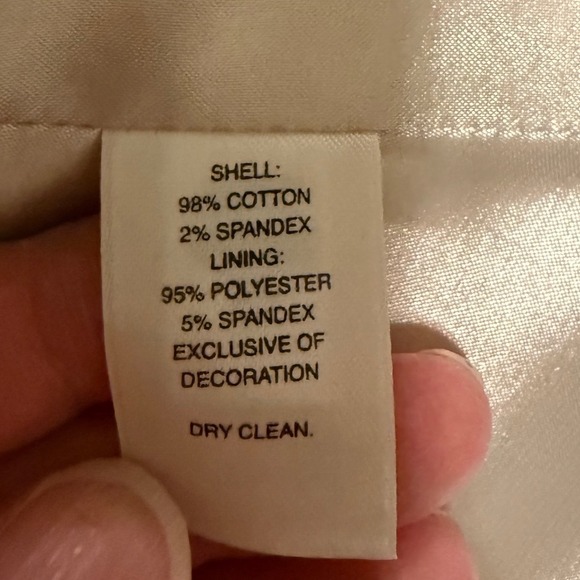 SHELL:
98% COTTON
2% SPANDEX
LINING:
95% POLYESTER
5% SPANDEX
EXCLUSIVE OF
DECORATION
DRY CLEAN.